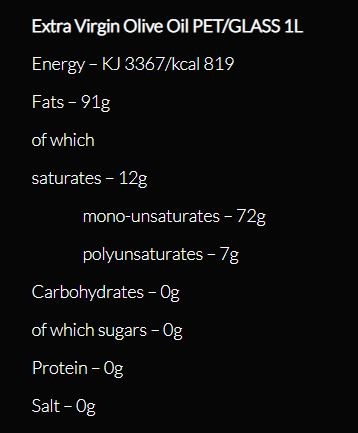 Extra Virgin Olive Oil PET/GLASS 1L
Energy – KJ 3367/kcal 819
Fats – 91g
of which
saturates – 12g
mono-unsaturates – 72g
polyunsaturates – 7g
Carbohydrates – 0g
of which sugars – 0g
Protein – 0g
Salt – 0g